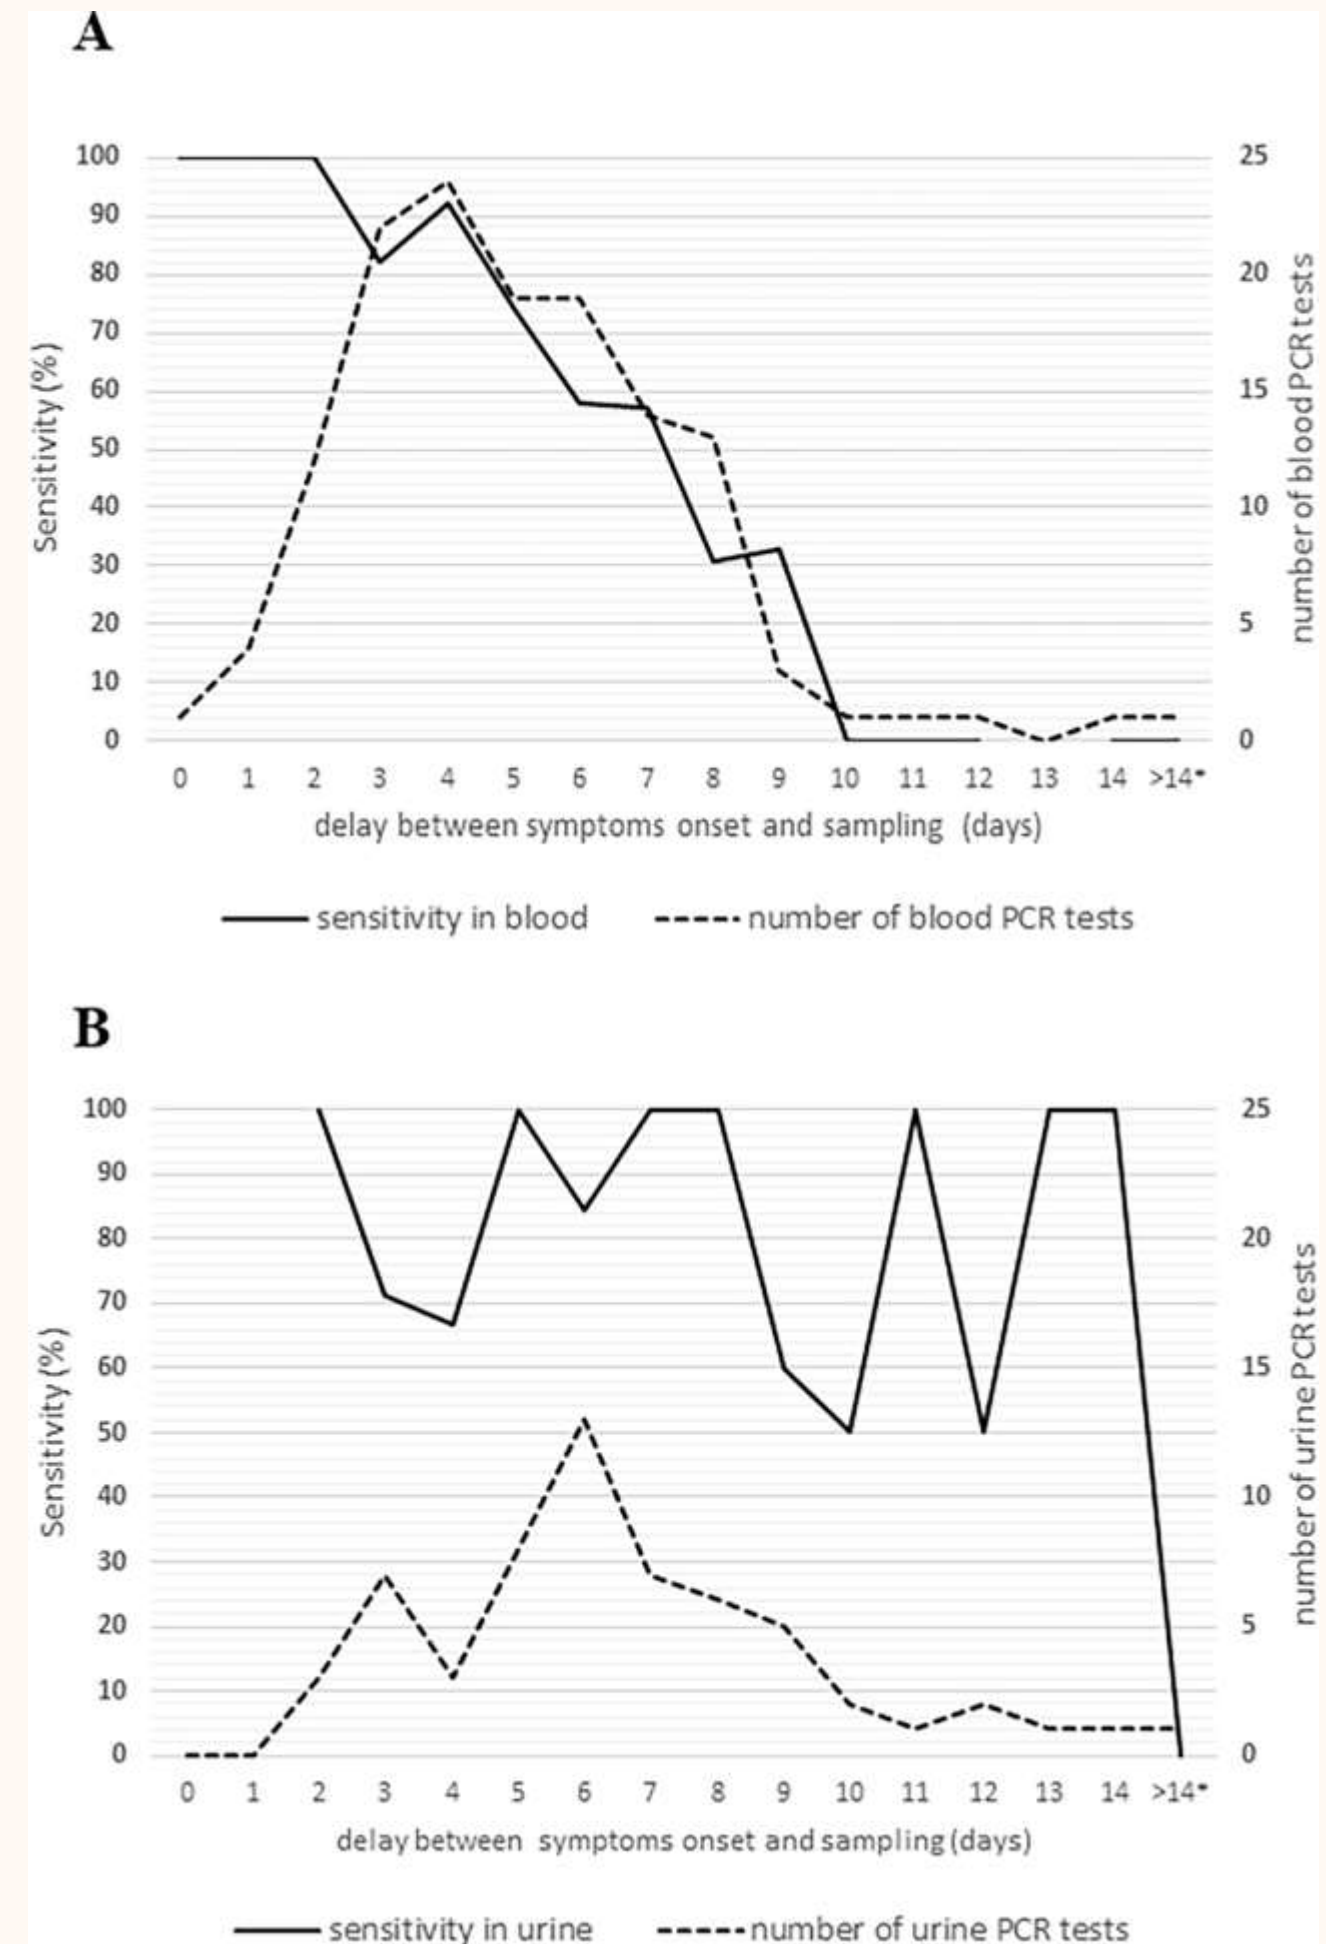 A
100 25
90
80 20
70
60 15
50
40 10
30
20 5
10
0 0
Sensitivity (%)
number of blood PCR tests
0 1 2 3 4 5 6 7 8 9 10 11 12 13 14 >14*
delay between symptoms onset and sampling (days)
sensitivity in blood number of blood PCR tests
B
100 25
90
80 20
70
60 15
50
40 10
30
20 5
10
0 0
Sensitivity (%)
number of urine PCR tests
0 1 2 3 4 5 6 7 8 9 10 11 12 13 14 >14*
delay between symptoms onset and sampling (days)
sensitivity in urine number of urine PCR tests